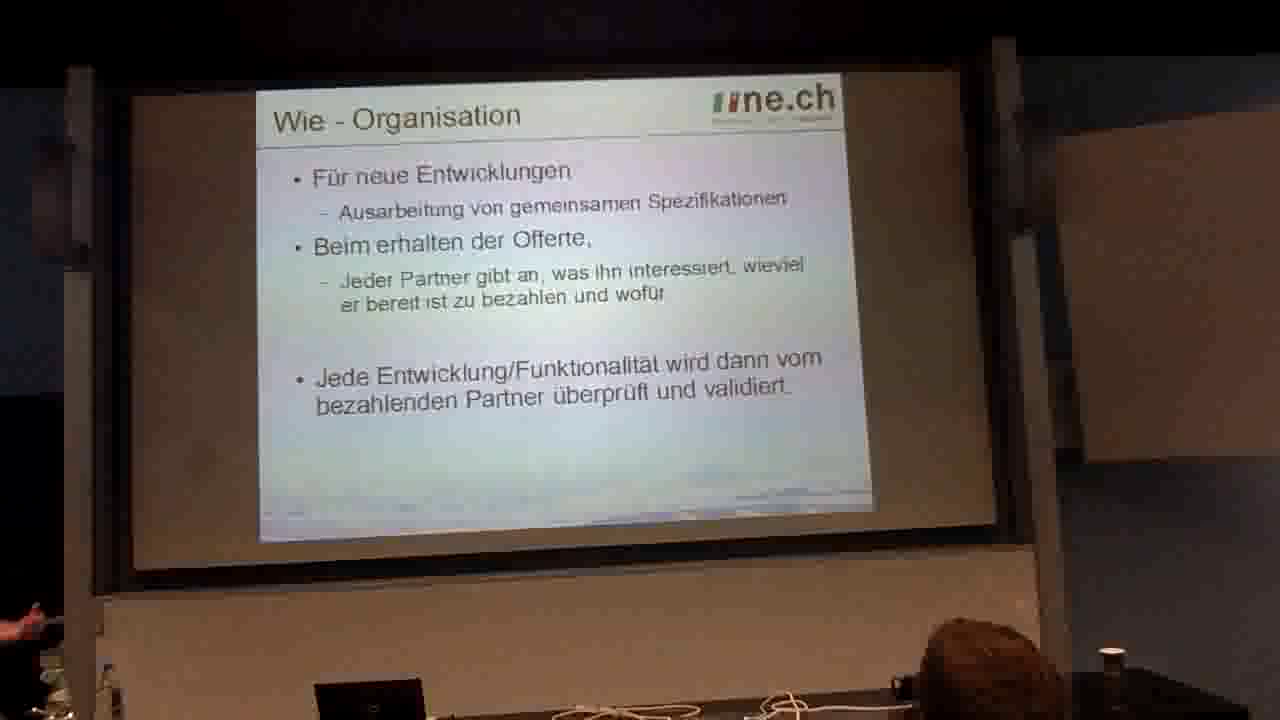 Wie - Organisation
ne.ch
• Für neue Entwicklungen
– Ausarbeitung von gemeinsamen Spezifikationen
• Beim erhalten der Offerte,
– Jeder Partner gibt an, was ihn interessiert, wieviel
er bereit ist zu bezahlen und wofür
• Jede Entwicklung/Funktionalität wird dann vom
bezahlenden Partner überprüft und validiert.